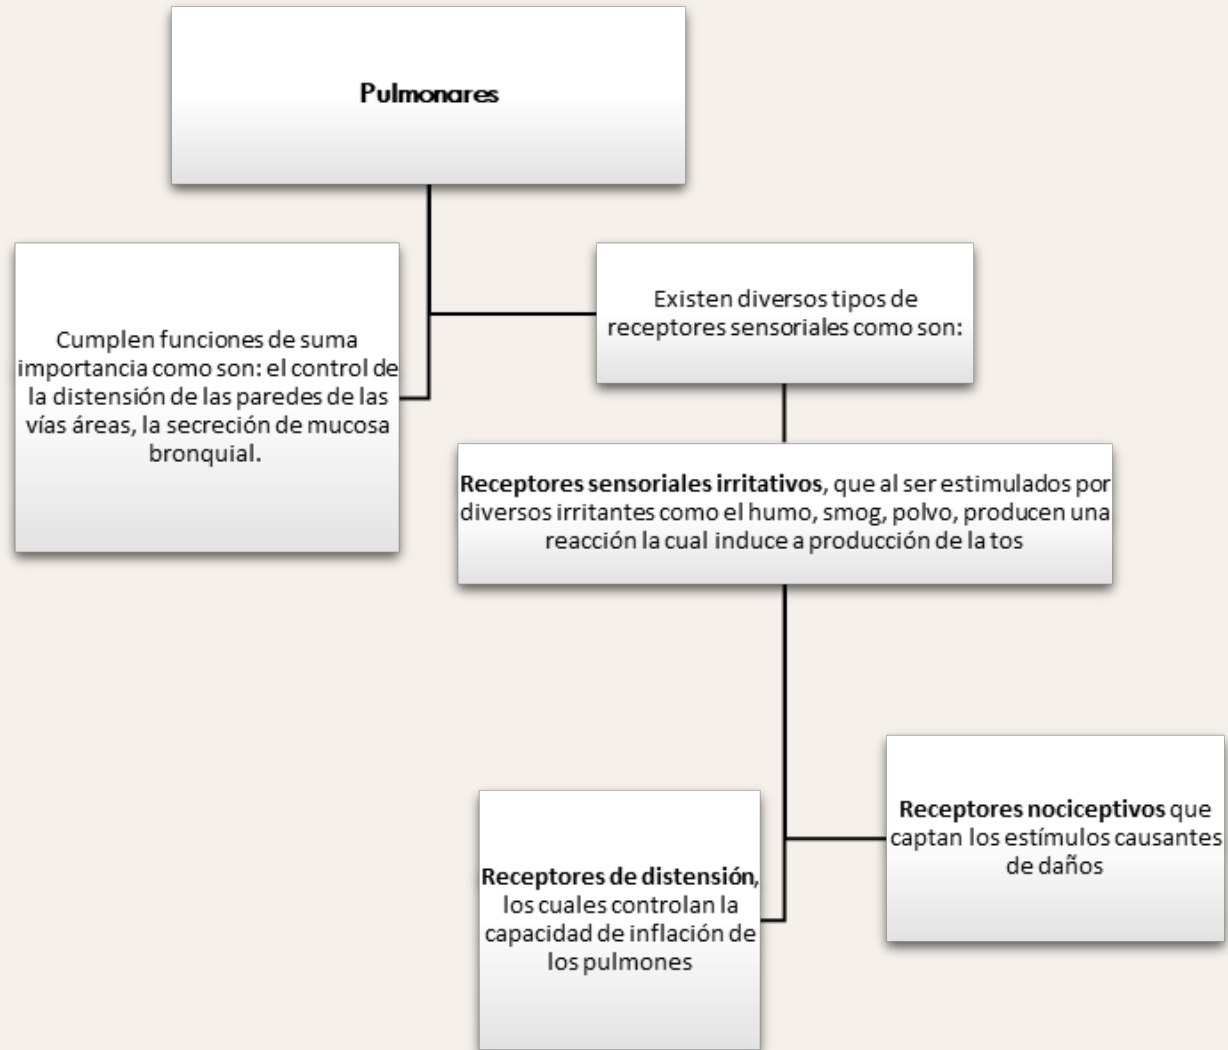 Pulmonares
Cumplen funciones de suma
importancia como son: el control de
la distensión de las paredes de las
vías áreas, la secreción de mucosa
bronquial.
Existen diversos tipos de
receptores sensoriales como son:
Receptores sensoriales irritativos, que al ser estimulados por
diversos irritantes como el humo, smog, polvo, producen una
reacción la cual induce a producción de la tos
Receptores de distensión,
los cuales controlan la
capacidad de inflación de
los pulmones
Receptores nociceptivos que
captan los estímulos causantes
de daños